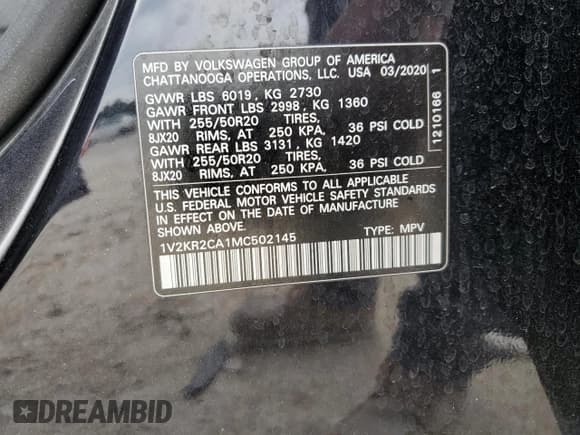 MFD BY VOLKSWAGEN GROUP OF AMERICA
CHATTANOOGA OPERATIONS, LLC. USA 03/2020
GVWR LBS 6019, KG 2730
GAWR FRONT LBS 2998, KG 1360
WITH 255/50R20 TIRES,
8JX20 RIMS, AT 250 KPA, 36 PSI COLD
GAWR REAR LBS 3131, KG 1420
WITH 255/50R20 TIRES,
8JX20 RIMS, AT 250 KPA, 36 PSI COLD
THIS VEHICLE CONFORMS TO ALL APPLICABLE
U.S. FEDERAL MOTOR VEHICLE SAFETY STANDARDS
IN EFFECT ON THE DATE OF MANUFACTURE
SHOWN ABOVE.
1V2KR2CA1MC502145 TYPE: MPV
1210166 1
DREAMBID